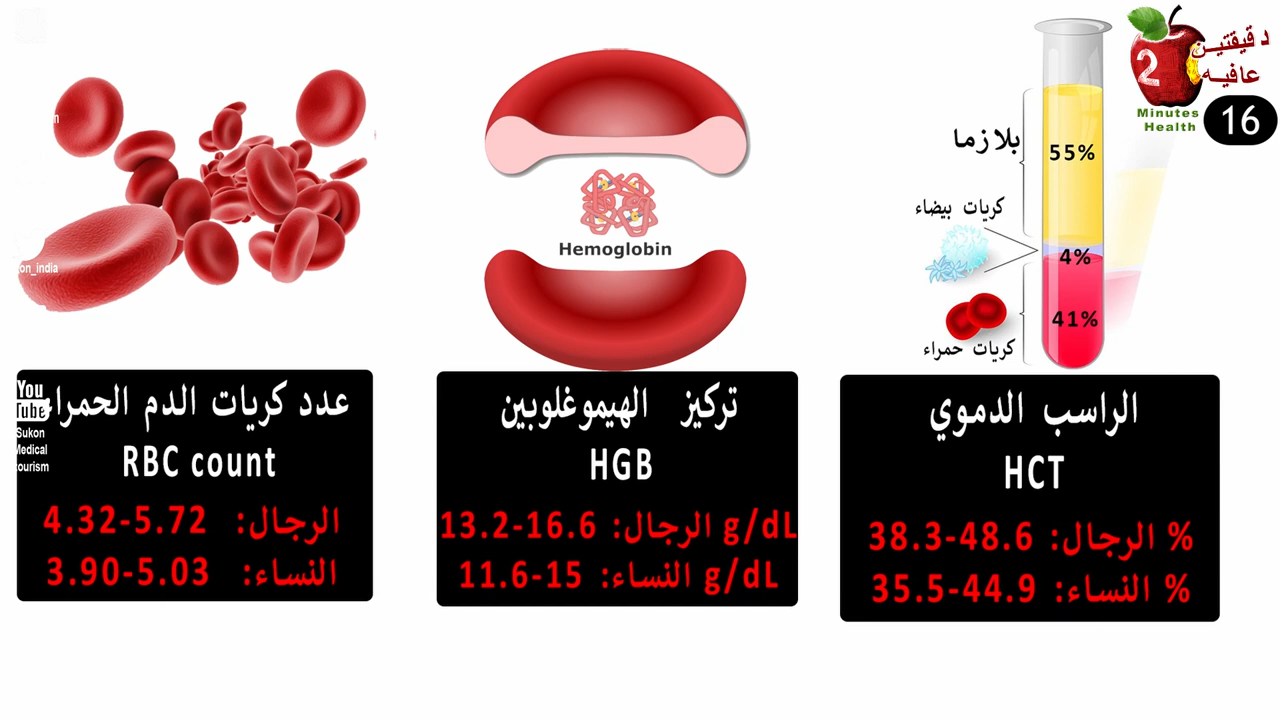 دقيقتين
عافيه
2
Minutes
Health
16
بلازما
55%
كريات بيضاء
4%
41%
كريات حمراء
Hemoglobin
on_india
الراسب الدموي
HCT
% الرجال: 38.3-48.6
% النساء: 35.5-44.9
تركيز الهيموغلوبين
HGB
g/dL الرجال: 13.2-16.6
g/dL النساء: 11.6-15
عدد كريات الدم الحمراء
RBC count
الرجال: 4.32-5.72
النساء: 3.90-5.03
You
Tube
Sukon
Medical
tourism